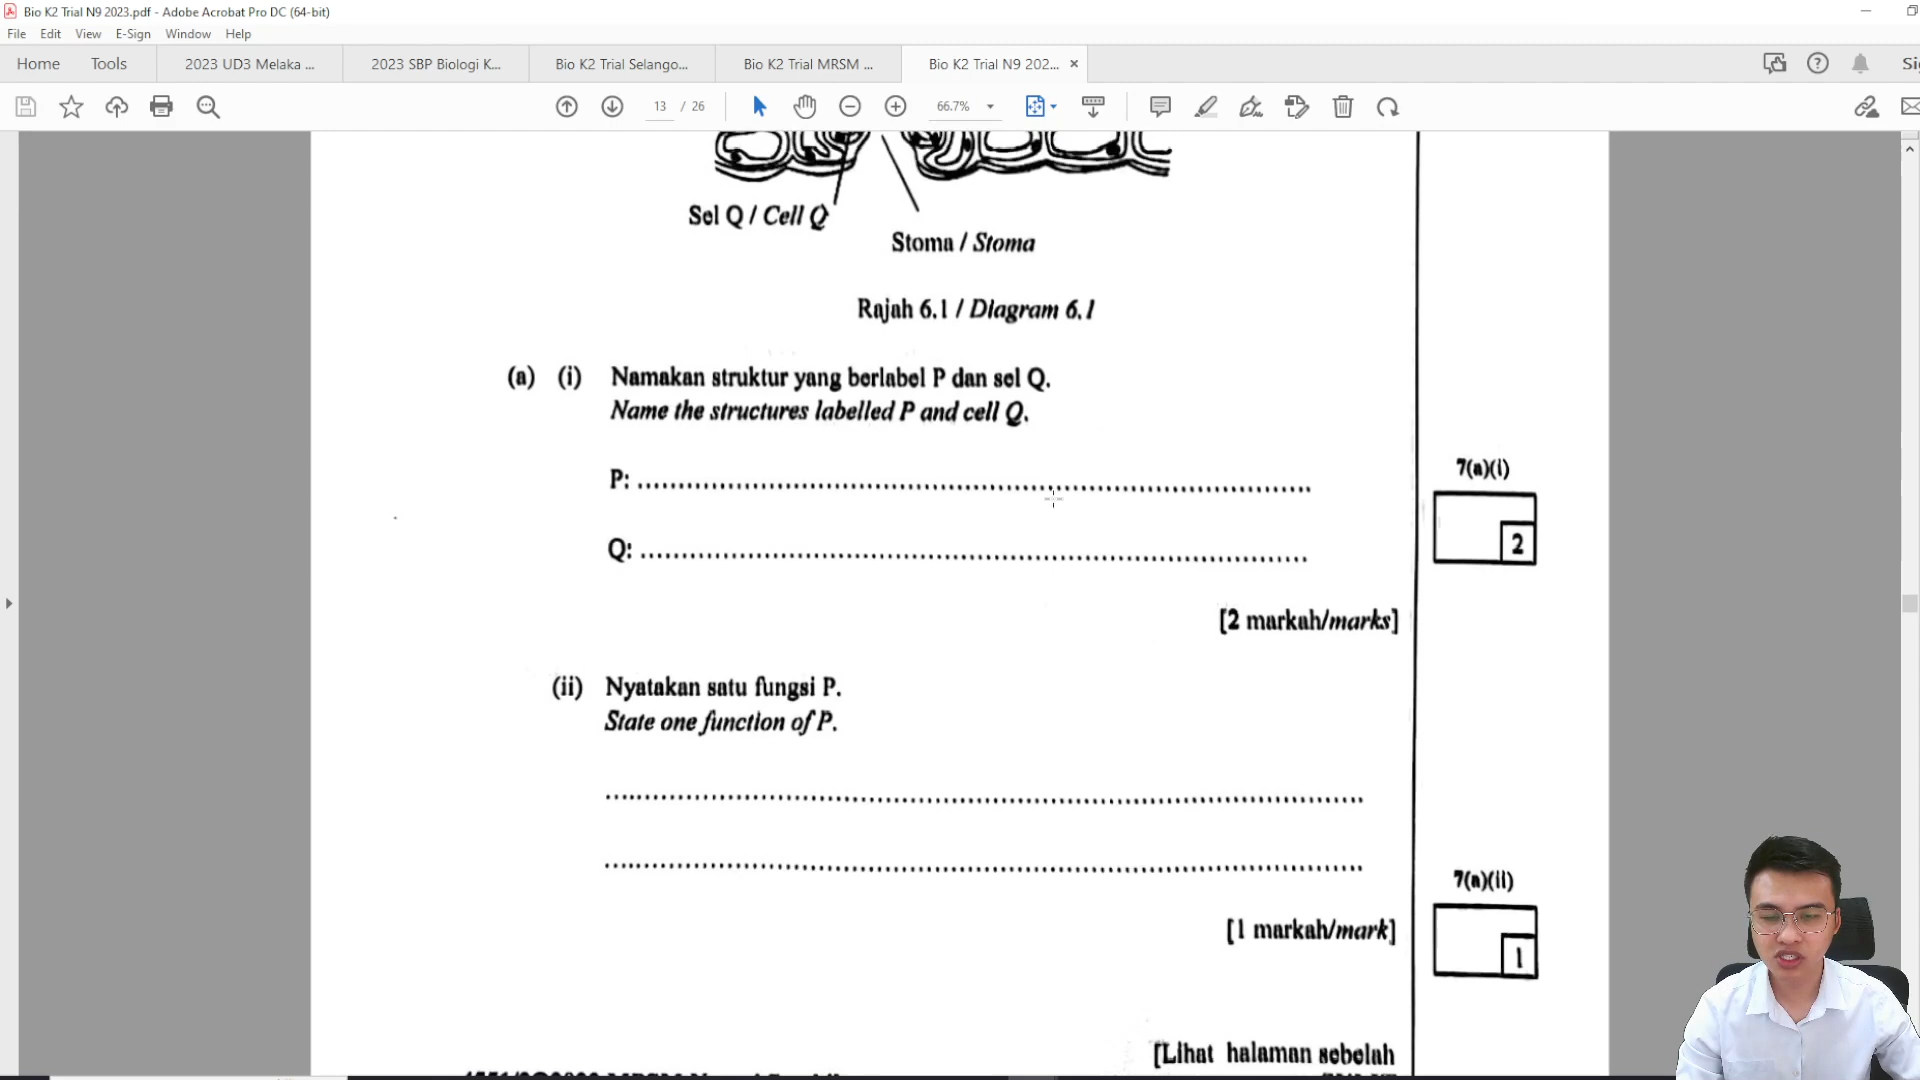 Bio K2 Trial N9 2023.pdf - Adobe Acrobat Pro DC (64-bit)
File Edit View E-Sign Window Help
Home Tools 2023 UD3 Melaka ... 2023 SBP Biologi K... Bio K2 Trial Selango... Bio K2 Trial MRSM ... Bio K2 Trial N9 202... ×
13 / 26 66.7%
Sel Q / Cell Q
Stoma / Stoma
Rajah 6.1 / Diagram 6.1
(a) (i) Namakan struktur yang berlabel P dan sel Q.
Name the structures labelled P and cell Q.
7(a)(i)
P: ..........
2
Q: ..........
[2 markah/marks]
(ii) Nyatakan satu fungsi P.
State one function of P.
7(a)(ii)
[1 markah/mark]
1
[Lihat halaman sebelah